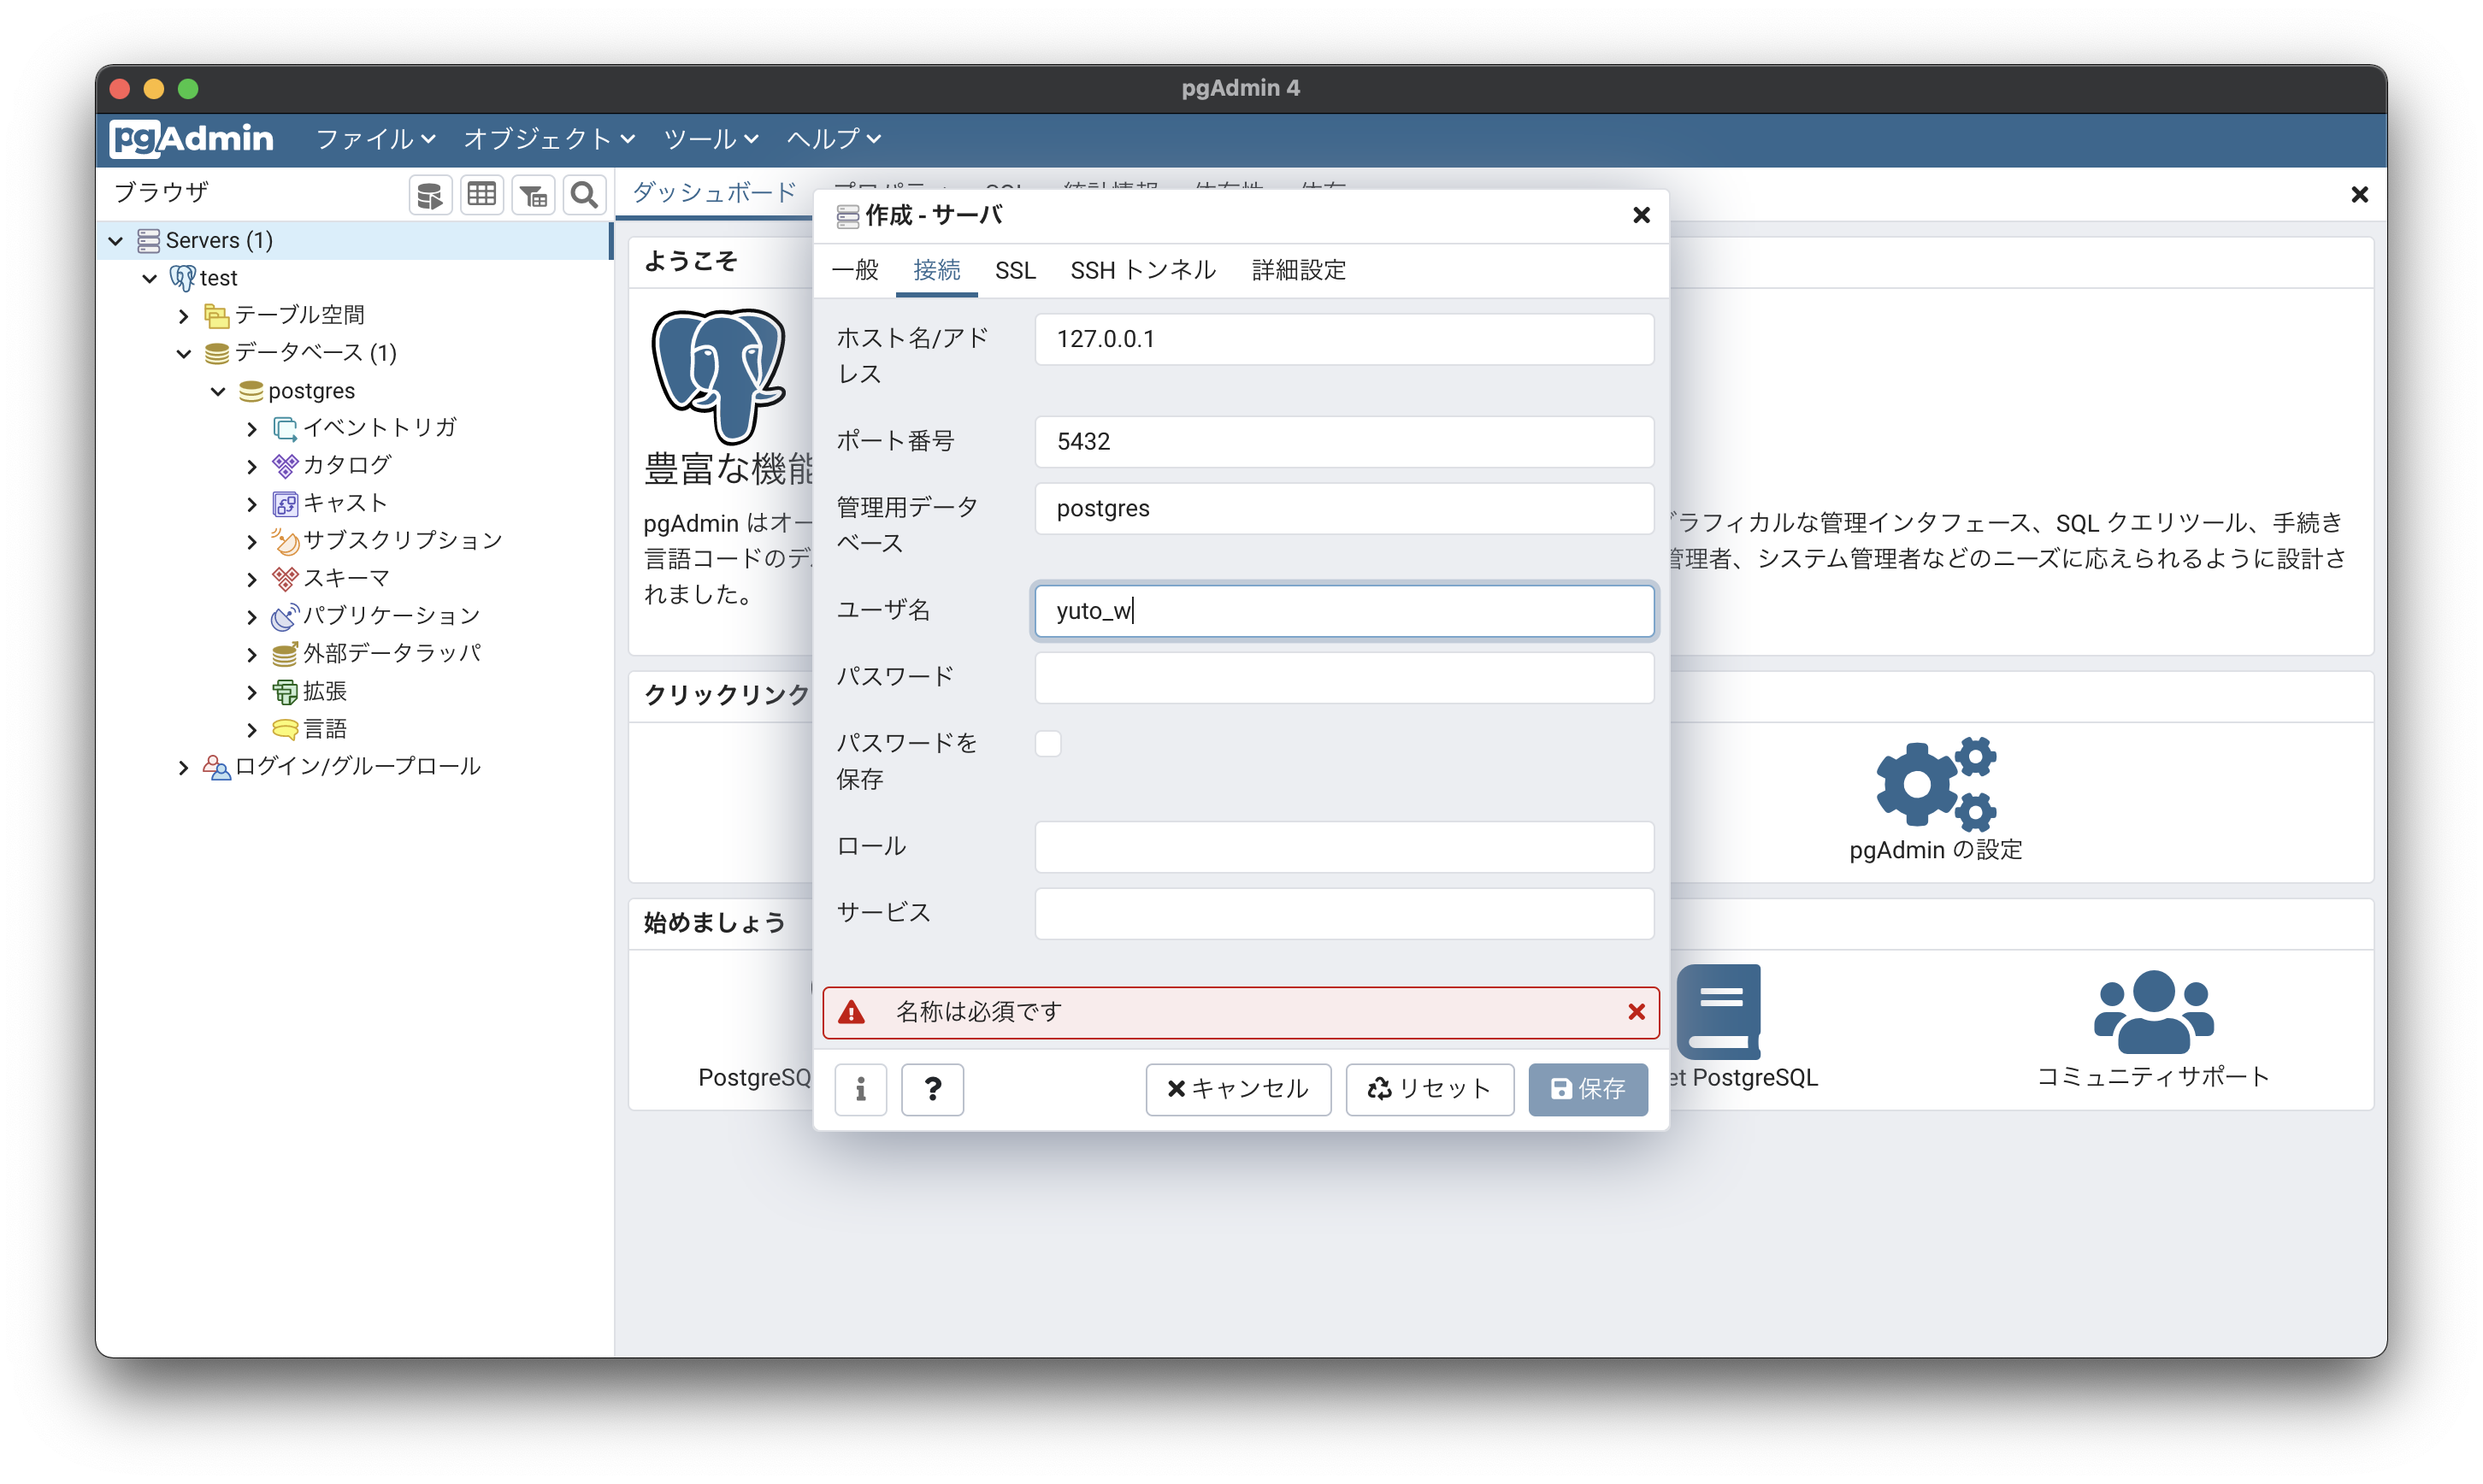 pgAdmin 4
pgAdmin ファイル オブジェクト ツール ヘルプ
ブラウザ
Servers (1)
test
テーブル空間
データベース (1)
postgres
イベントトリガ
カタログ
キャスト
サブスクリプション
スキーマ
パブリケーション
外部データラッパ
拡張
言語
ログイン/グループロール
ダッシュボード
ようこそ
豊富な機能
pgAdmin はオー
言語コードのデ
れました。
グラフィカルな管理インタフェース、SQL クエリツール、手続き
管理者、システム管理者などのニーズに応えられるように設計さ
クリックリンク
pgAdmin の設定
始めましょう
PostgreSQ
et PostgreSQL
コミュニティサポート
作成 - サーバ
一般 接続 SSL SSH トンネル 詳細設定
ホスト名/アド
レス
127.0.0.1
ポート番号
5432
管理用データ
ベース
postgres
ユーザ名
yuto_w
パスワード
パスワードを
保存
ロール
サービス
名称は必須です
キャンセル リセット 保存